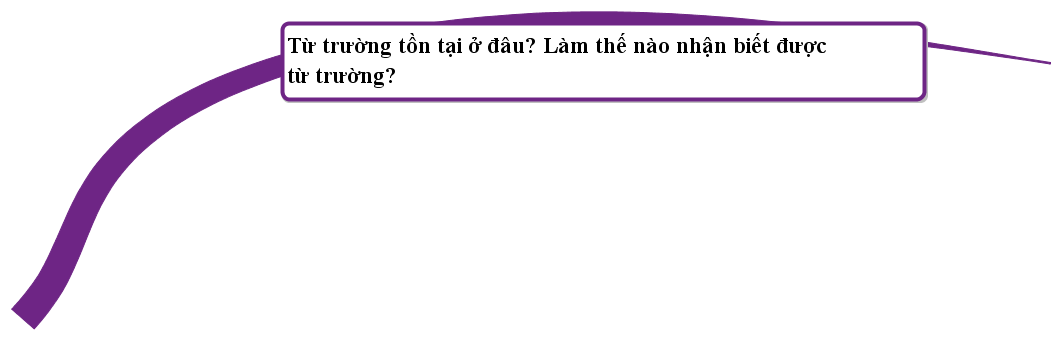 Từ trường tồn tại ở đâu? Làm thế nào nhận biết được
từ trường?